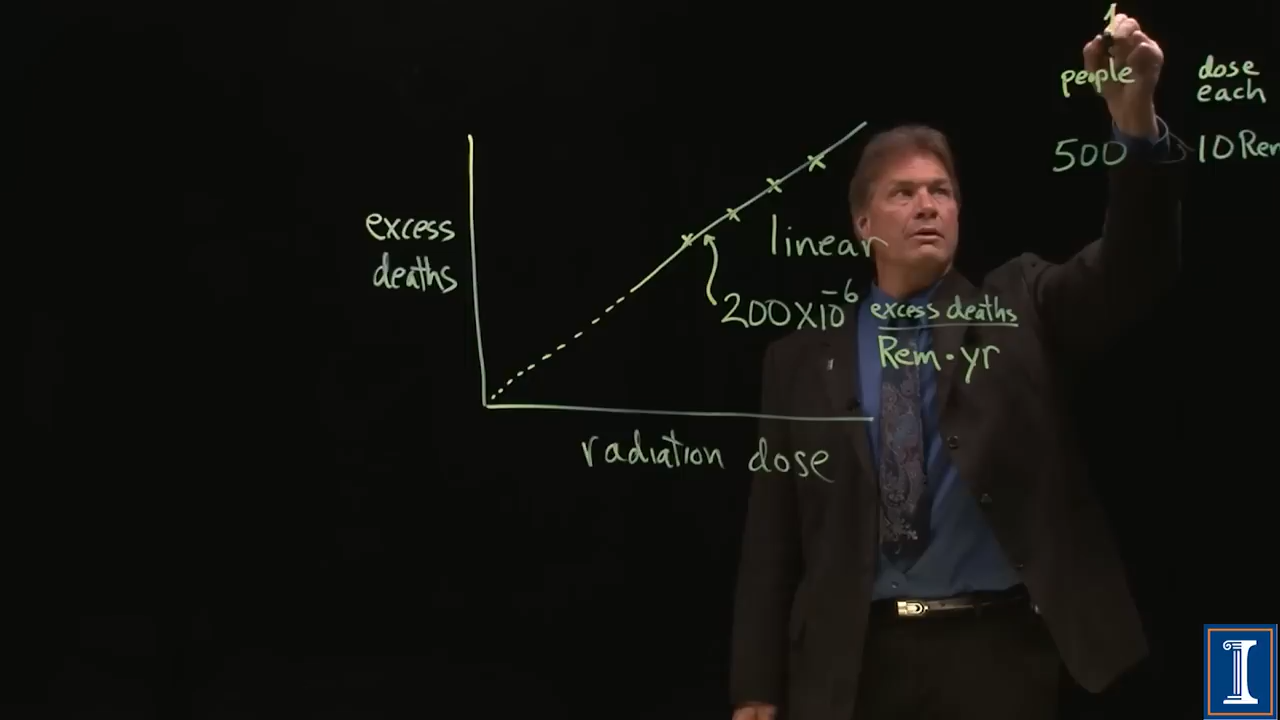 people
dose
each
500
10 Rem
excess
deaths
linear
200X10⁻⁶ excess deaths
Rem·yr
radiation dose
I